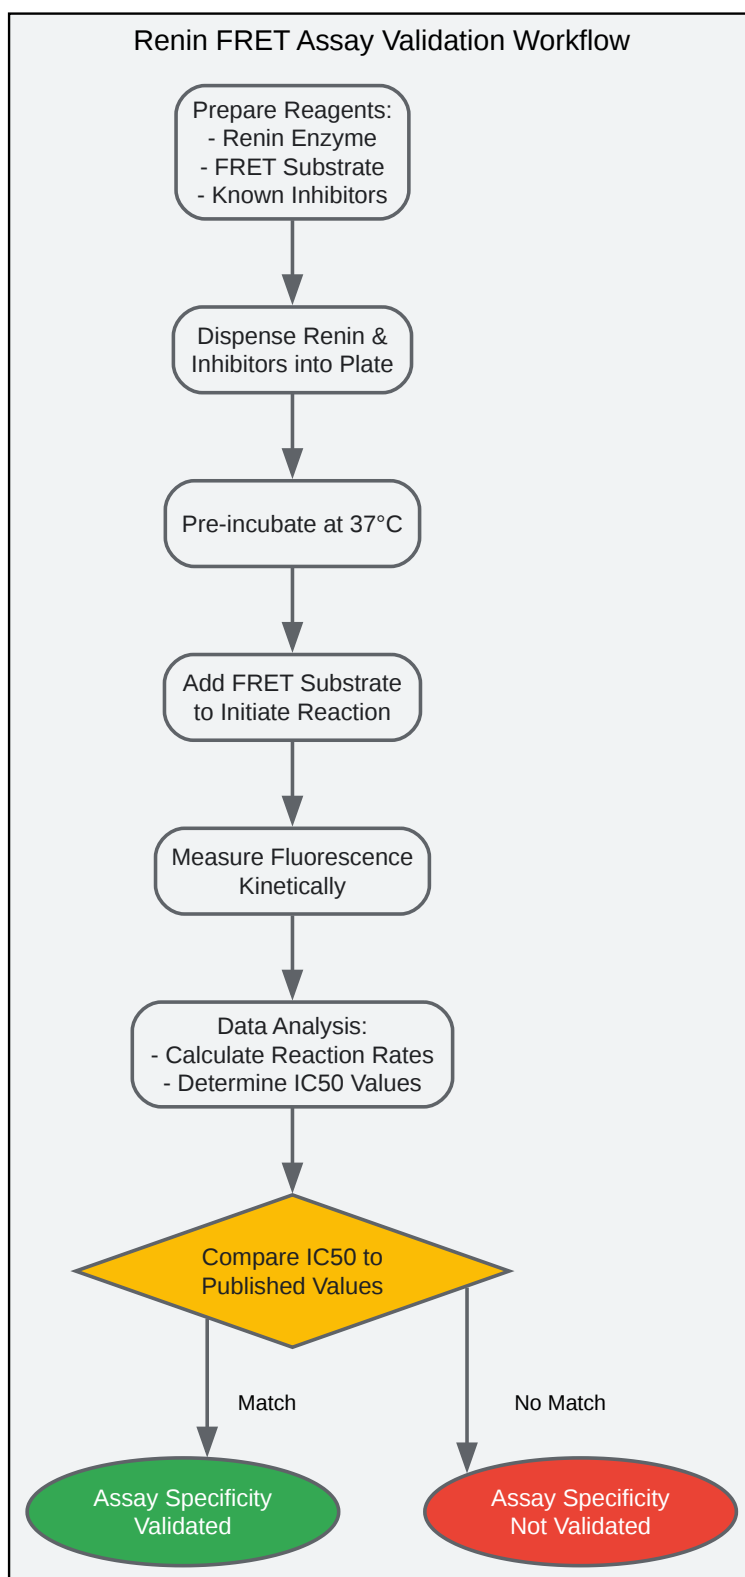 Renin FRET Assay Validation Workflow
Prepare Reagents:
- Renin Enzyme
- FRET Substrate
- Known Inhibitors
Dispense Renin &
Inhibitors into Plate
Pre-incubate at 37°C
Add FRET Substrate
to Initiate Reaction
Measure Fluorescence
Kinetically
Data Analysis:
- Calculate Reaction Rates
- Determine IC50 Values
Compare IC50 to
Published Values
Match
No Match
Assay Specificity
Validated
Assay Specificity
Not Validated